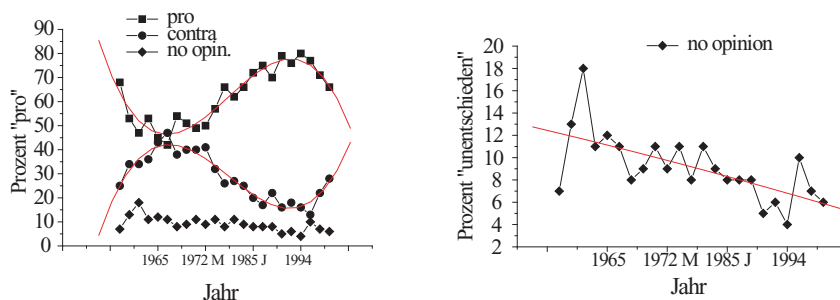 pro
contra
no opin.
90
80
70
60
50
40
30
20
10
0
Prozent "pro"
1965 1972 M 1985 J 1994
Jahr
no opinion
20
18
16
14
12
10
8
6
4
2
Prozent "unentschieden"
1965 1972 M 1985 J 1994
Jahr